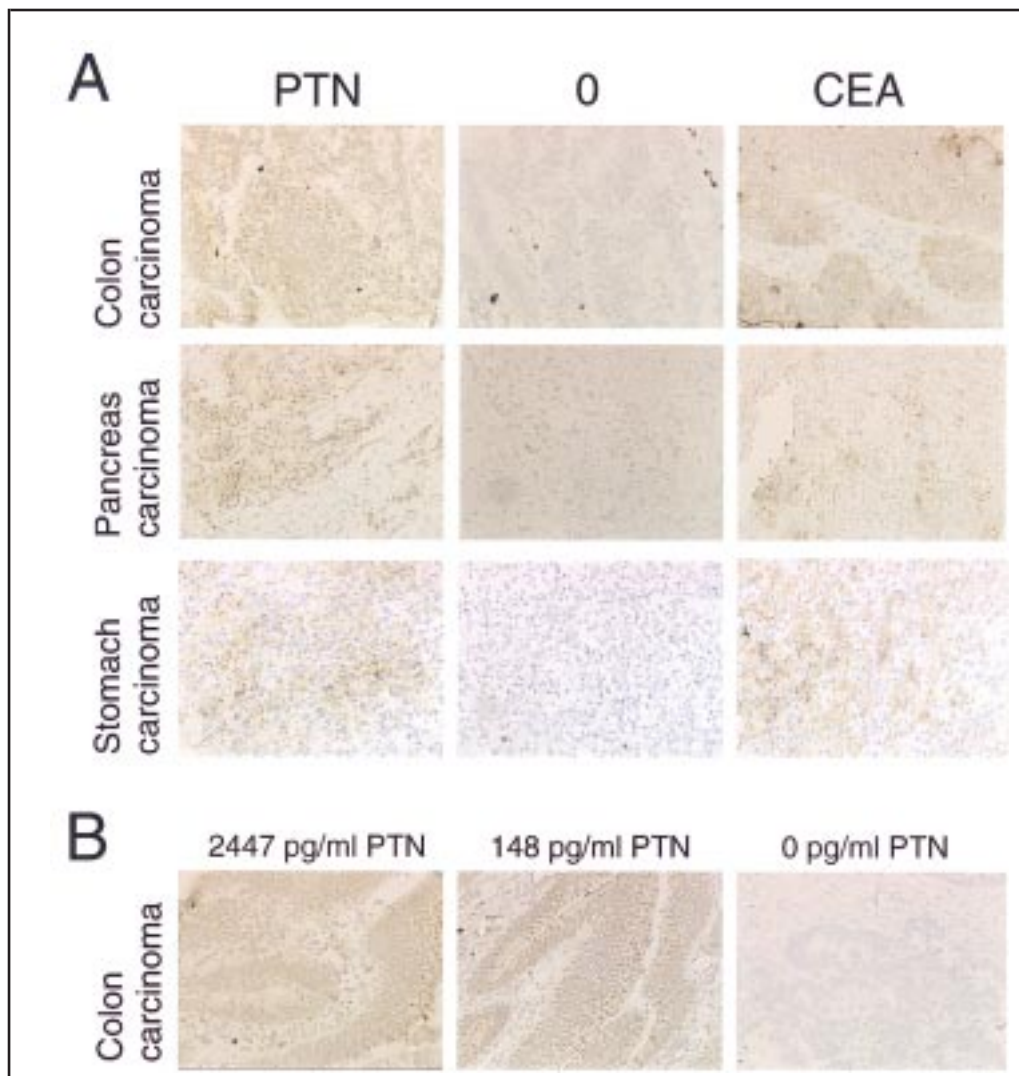 A
PTN 0 CEA
Colon
carcinoma
Pancreas
carcinoma
Stomach
carcinoma
B
2447 pg/ml PTN 148 pg/ml PTN 0 pg/ml PTN
Colon
carcinoma